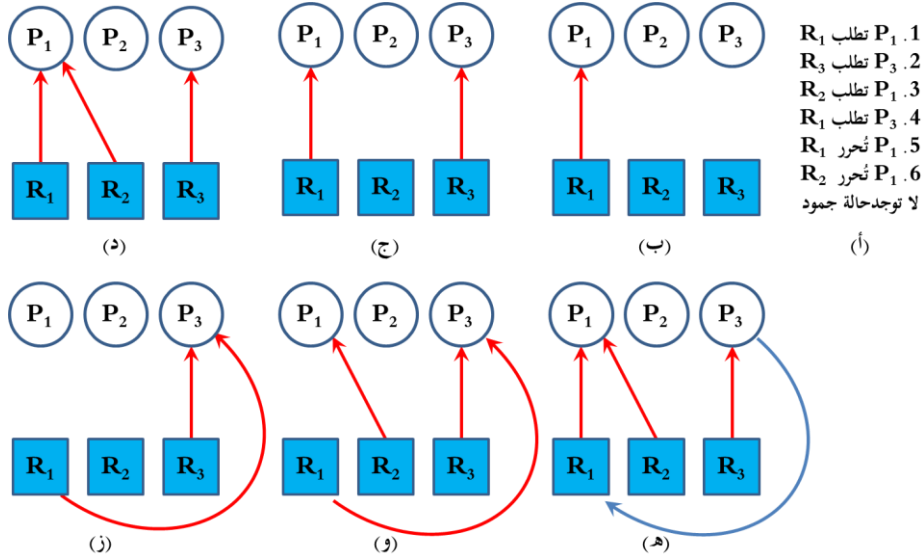 1. P1 تطلب R1
2. P3 تطلب R3
3. P1 تطلب R2
4. P3 تطلب R1
5. P1 تُحرر R1
6. P1 تُحرر R2
لا توجدحالة جمود
(أ)
P1 P2 P3
R1 R2 R3
(ب)
P1 P2 P3
R1 R2 R3
(ج)
P1 P2 P3
R1 R2 R3
(د)
P1 P2 P3
R1 R2 R3
(ه)
P1 P2 P3
R1 R2 R3
(و)
P1 P2 P3
R1 R2 R3
(ز)